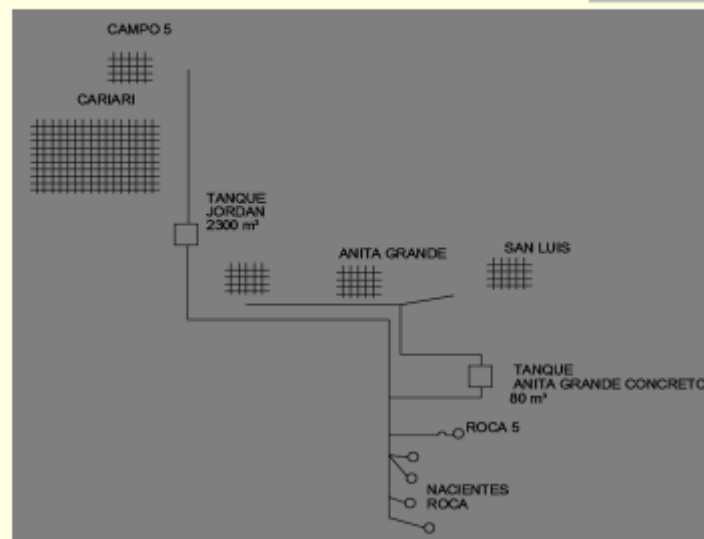 CAMPO 5
CARIARI
TANQUE
JORDAN
2300 m³
ANITA GRANDE
SAN LUIS
TANQUE
ANITA GRANDE CONCRETO
80 m³
ROCA 5
NACIENTES
ROCA